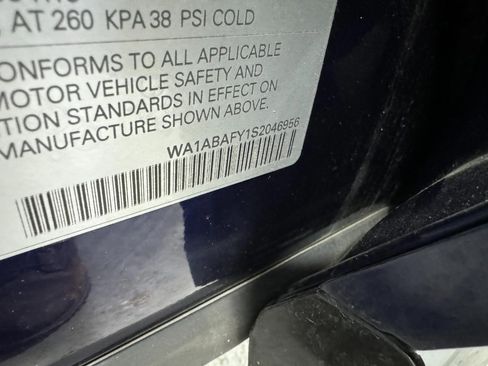 , AT 260 KPA 38 PSI COLD
ONFORMS TO ALL APPLICABLE
MOTOR VEHICLE SAFETY AND
TION STANDARDS IN EFFECT ON
MANUFACTURE SHOWN ABOVE.
WA1ABAFY1S2046956